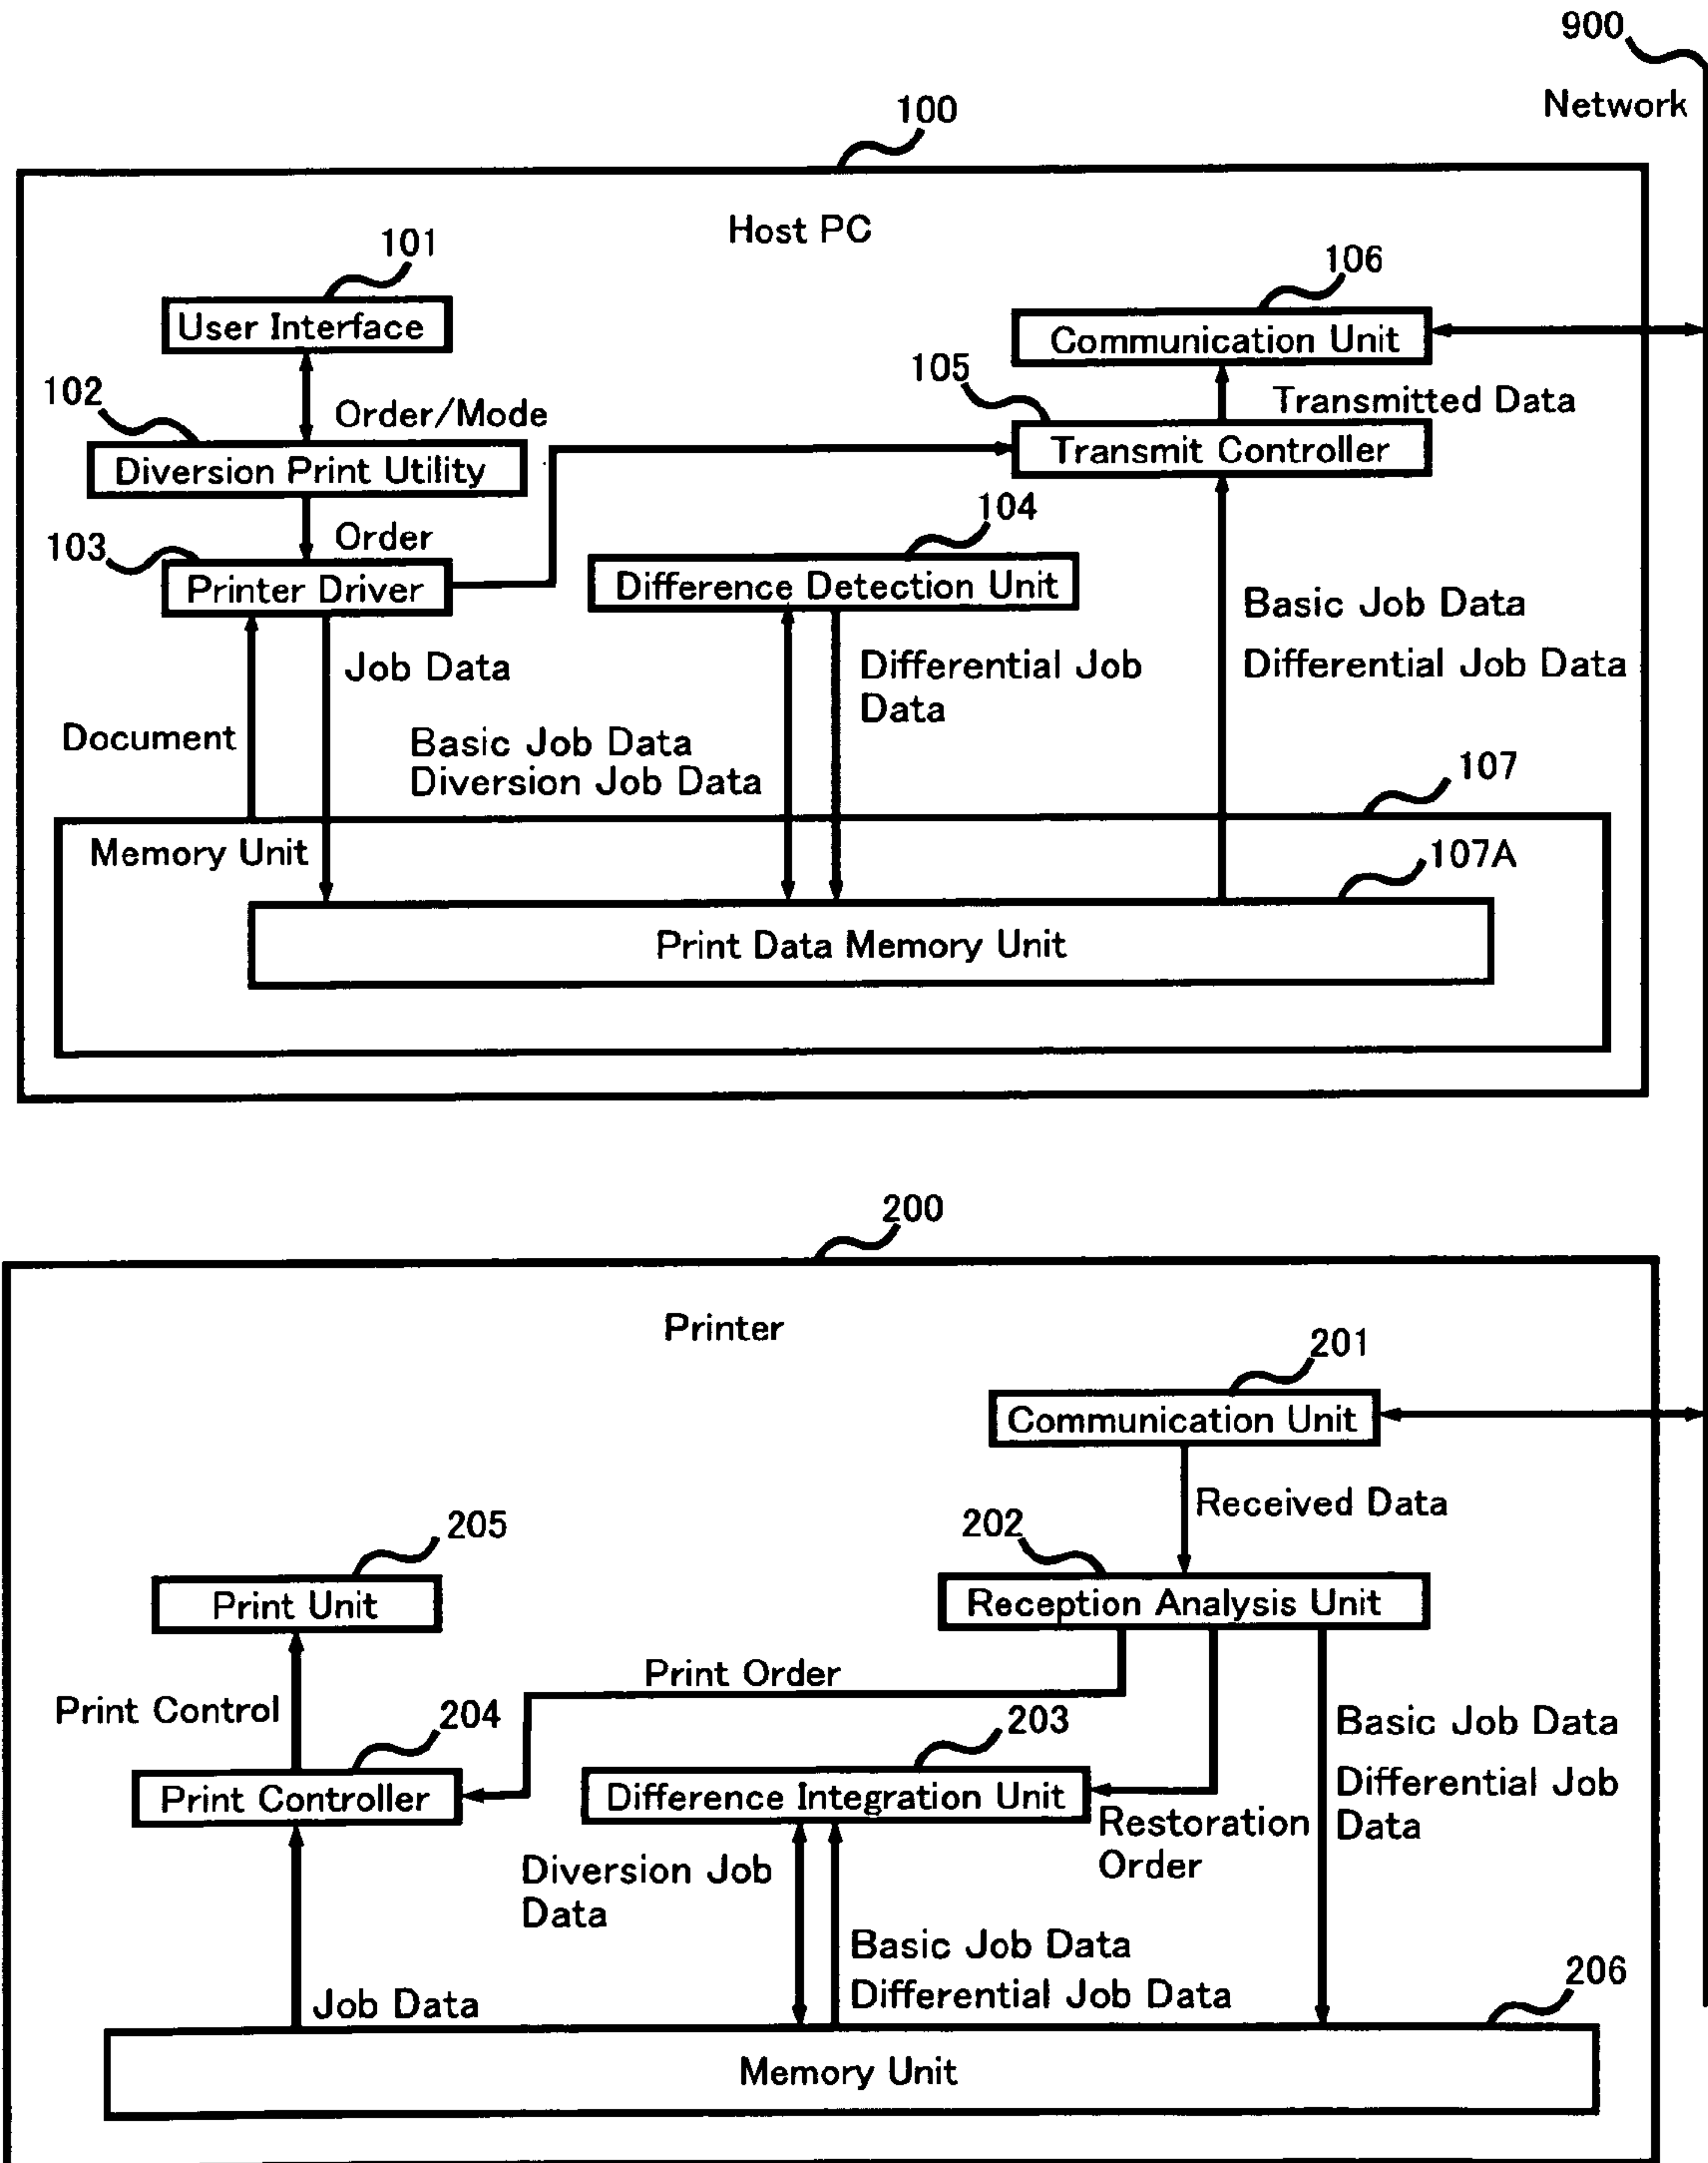 900
Network
100
Host PC
101
User Interface
106
Communication Unit
102
Order/Mode
105
Transmitted Data
Diversion Print Utility
Transmit Controller
103
Order
104
Printer Driver
Difference Detection Unit
Basic Job Data
Differential Job Data
Job Data
Differential Job
Data
Document
Basic Job Data
Diversion Job Data
107
Memory Unit
107A
Print Data Memory Unit
200
Printer
201
Communication Unit
Received Data
205
202
Print Unit
Reception Analysis Unit
Print Order
Print Control
204
203
Basic Job Data
Differential Job
Data
Print Controller
Difference Integration Unit
Restoration
Order
Diversion Job
Data
Basic Job Data
Differential Job Data
Job Data
206
Memory Unit